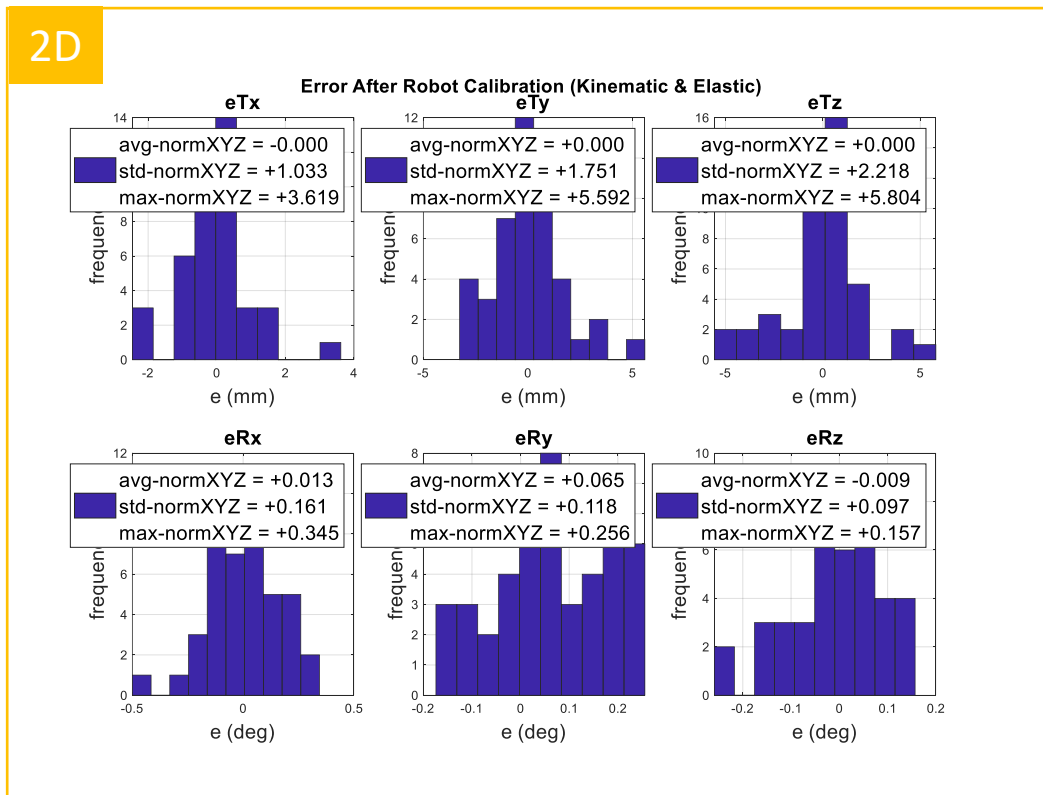 2D
Error After Robot Calibration (Kinematic & Elastic)
eTx
14
8
6
4
2
0
-2
0
2
4
frequenc
e (mm)
avg-normXYZ = -0.000
std-normXYZ = +1.033
max-normXYZ = +3.619
eTy
12
6
4
2
0
-5
0
5
frequenc
e (mm)
avg-normXYZ = +0.000
std-normXYZ = +1.751
max-normXYZ = +5.592
eTz
16
10
8
6
4
2
0
-5
0
5
frequenc
e (mm)
avg-normXYZ = +0.000
std-normXYZ = +2.218
max-normXYZ = +5.804
eRx
12
6
4
2
0
-0.5
0
0.5
frequenc
e (deg)
avg-normXYZ = +0.013
std-normXYZ = +0.161
max-normXYZ = +0.345
eRy
8
5
4
3
2
1
0
-0.2
-0.1
0
0.1
0.2
frequenc
e (deg)
avg-normXYZ = +0.065
std-normXYZ = +0.118
max-normXYZ = +0.256
eRz
10
6
4
2
0
-0.2
-0.1
0
0.1
0.2
frequenc
e (deg)
avg-normXYZ = -0.009
std-normXYZ = +0.097
max-normXYZ = +0.157